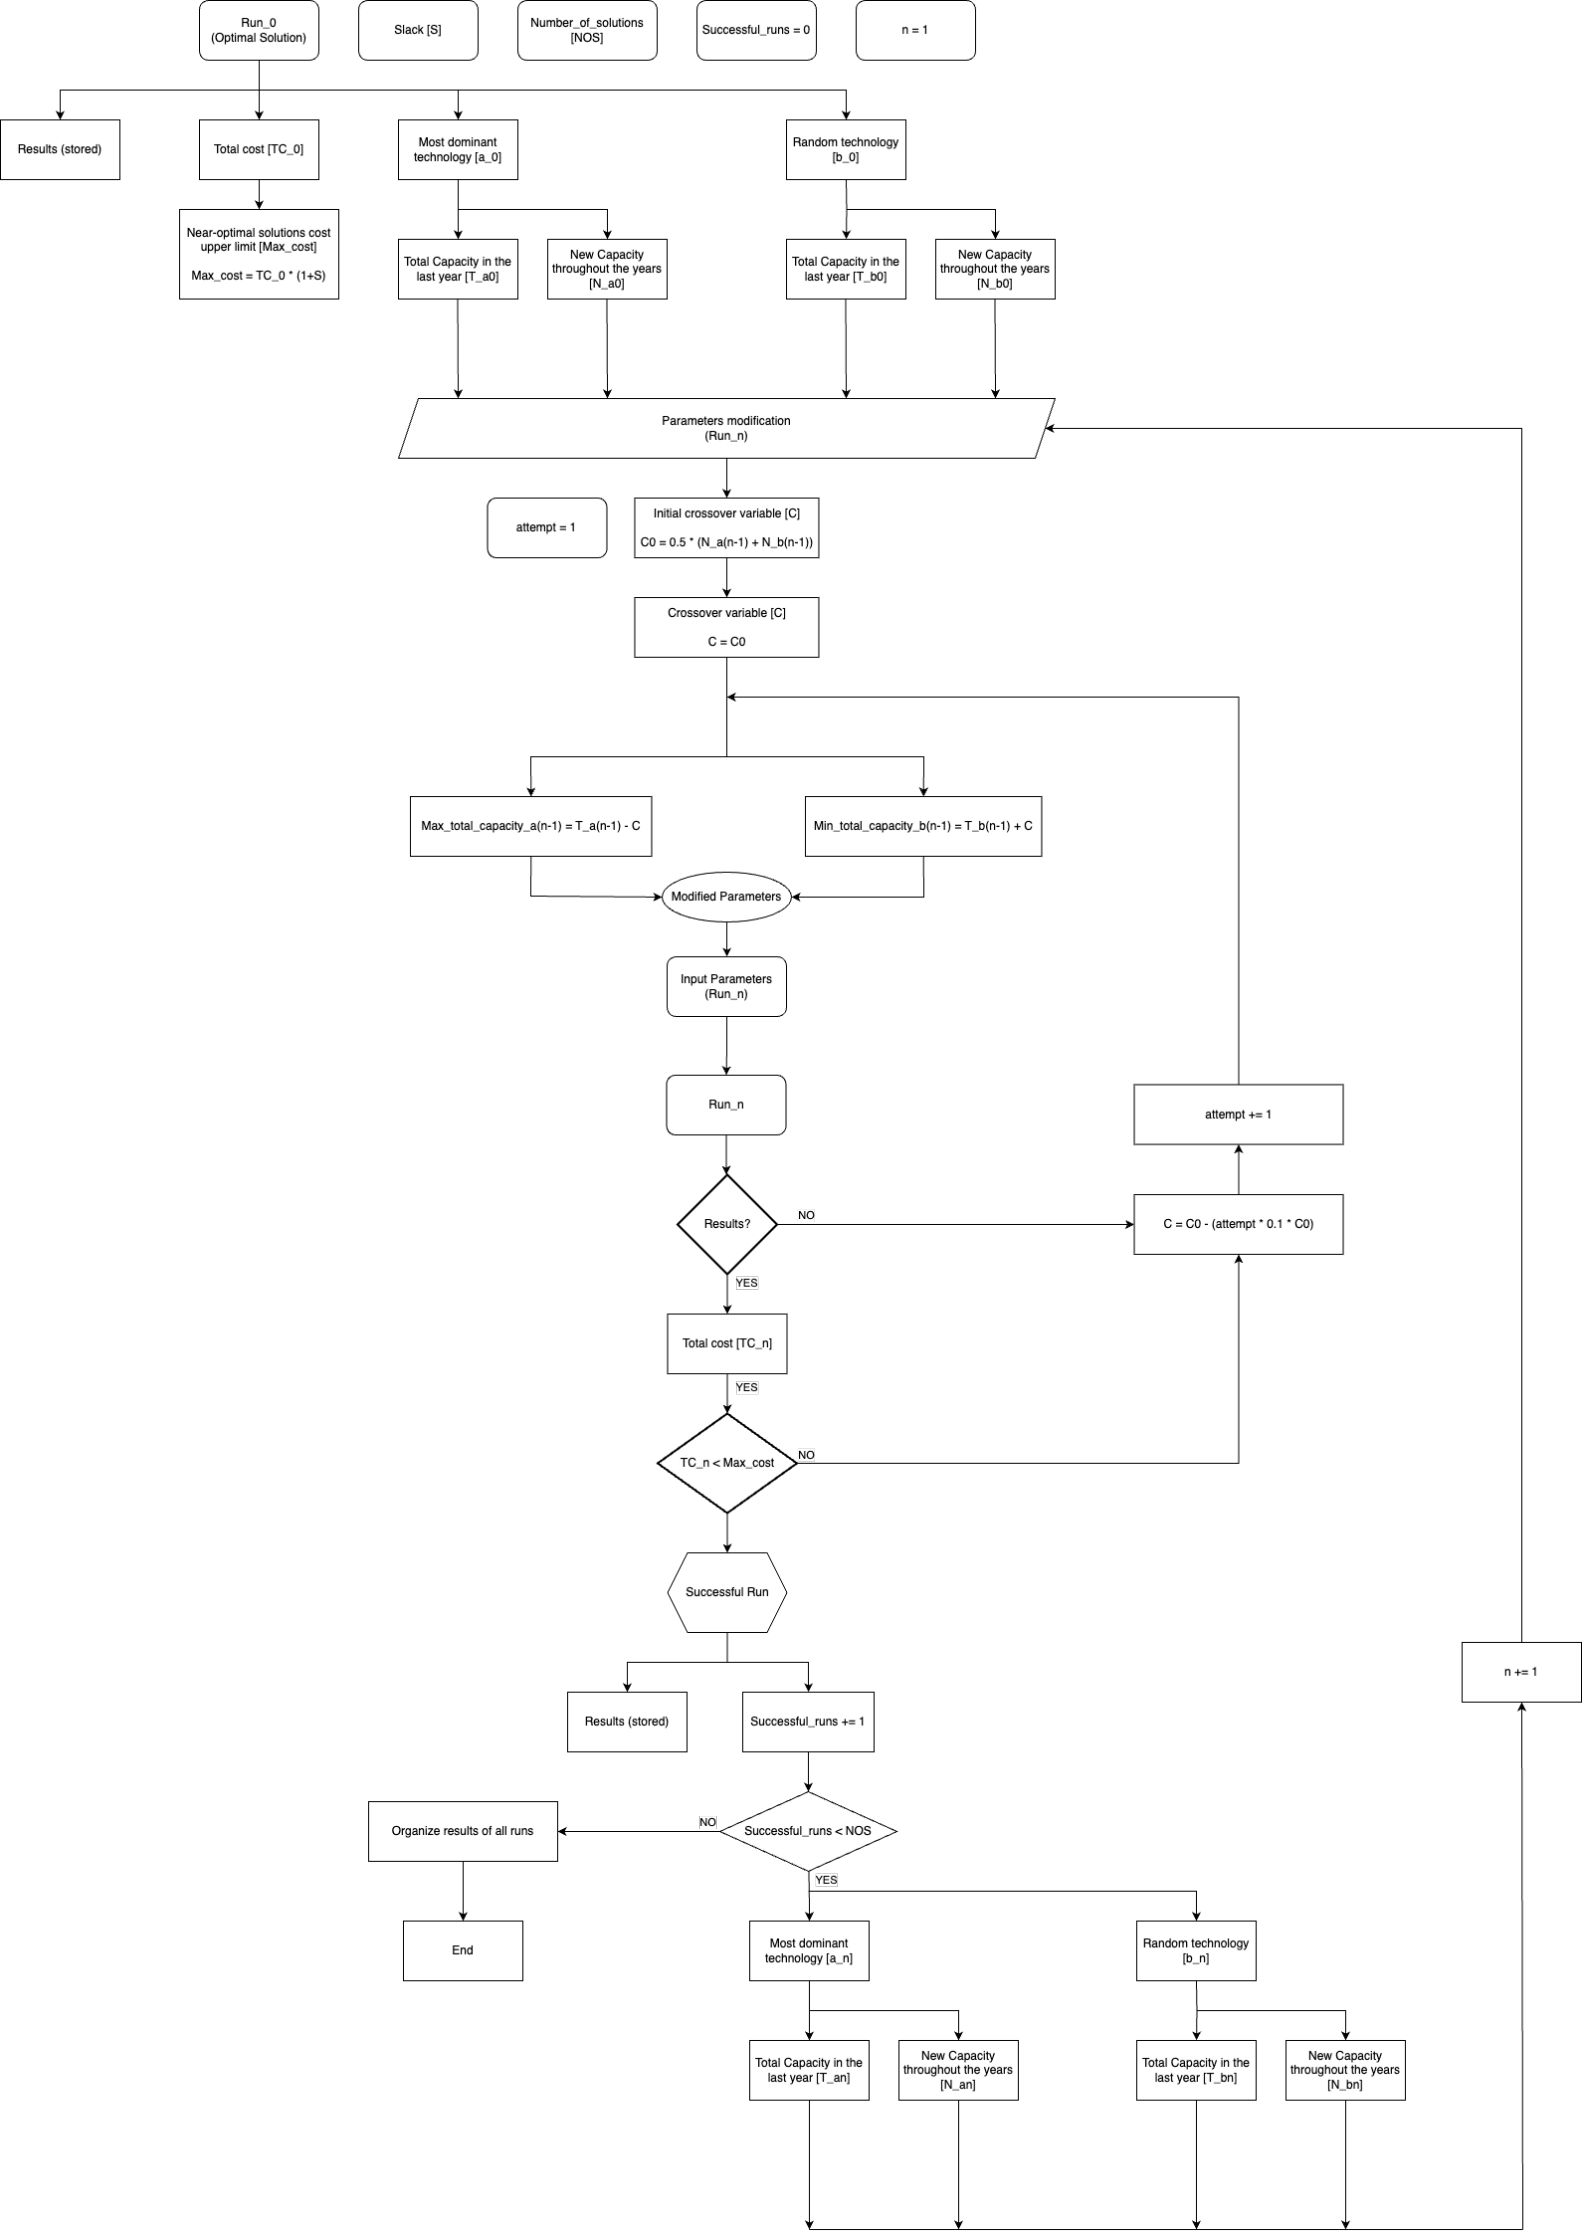 Run_0
(Optimal Solution)
Slack [S]
Number_of_solutions
[NOS]
Successful_runs = 0
n = 1
Results (stored)
Total cost [TC_0]
Most dominant
technology [a_0]
Random technology
[b_0]
Near-optimal solutions cost
upper limit [Max_cost]
Max_cost = TC_0 * (1+S)
Total Capacity in the
last year [T_a0]
New Capacity
throughout the years
[N_a0]
Total Capacity in the
last year [T_b0]
New Capacity
throughout the years
[N_b0]
Parameters modification
(Run_n)
attempt = 1
Initial crossover variable [C]
C0 = 0.5 * (N_a(n-1) + N_b(n-1))
Crossover variable [C]
C = C0
Max_total_capacity_a(n-1) = T_a(n-1) - C
Min_total_capacity_b(n-1) = T_b(n-1) + C
Modified Parameters
Input Parameters
(Run_n)
Run_n
attempt += 1
Results?
NO
C = C0 - (attempt * 0.1 * C0)
YES
Total cost [TC_n]
YES
TC_n < Max_cost
NO
Successful Run
n += 1
Results (stored)
Successful_runs += 1
Organize results of all runs
NO
Successful_runs < NOS
YES
End
Most dominant
technology [a_n]
Random technology
[b_n]
Total Capacity in the
last year [T_an]
New Capacity
throughout the years
[N_an]
Total Capacity in the
last year [T_bn]
New Capacity
throughout the years
[N_bn]